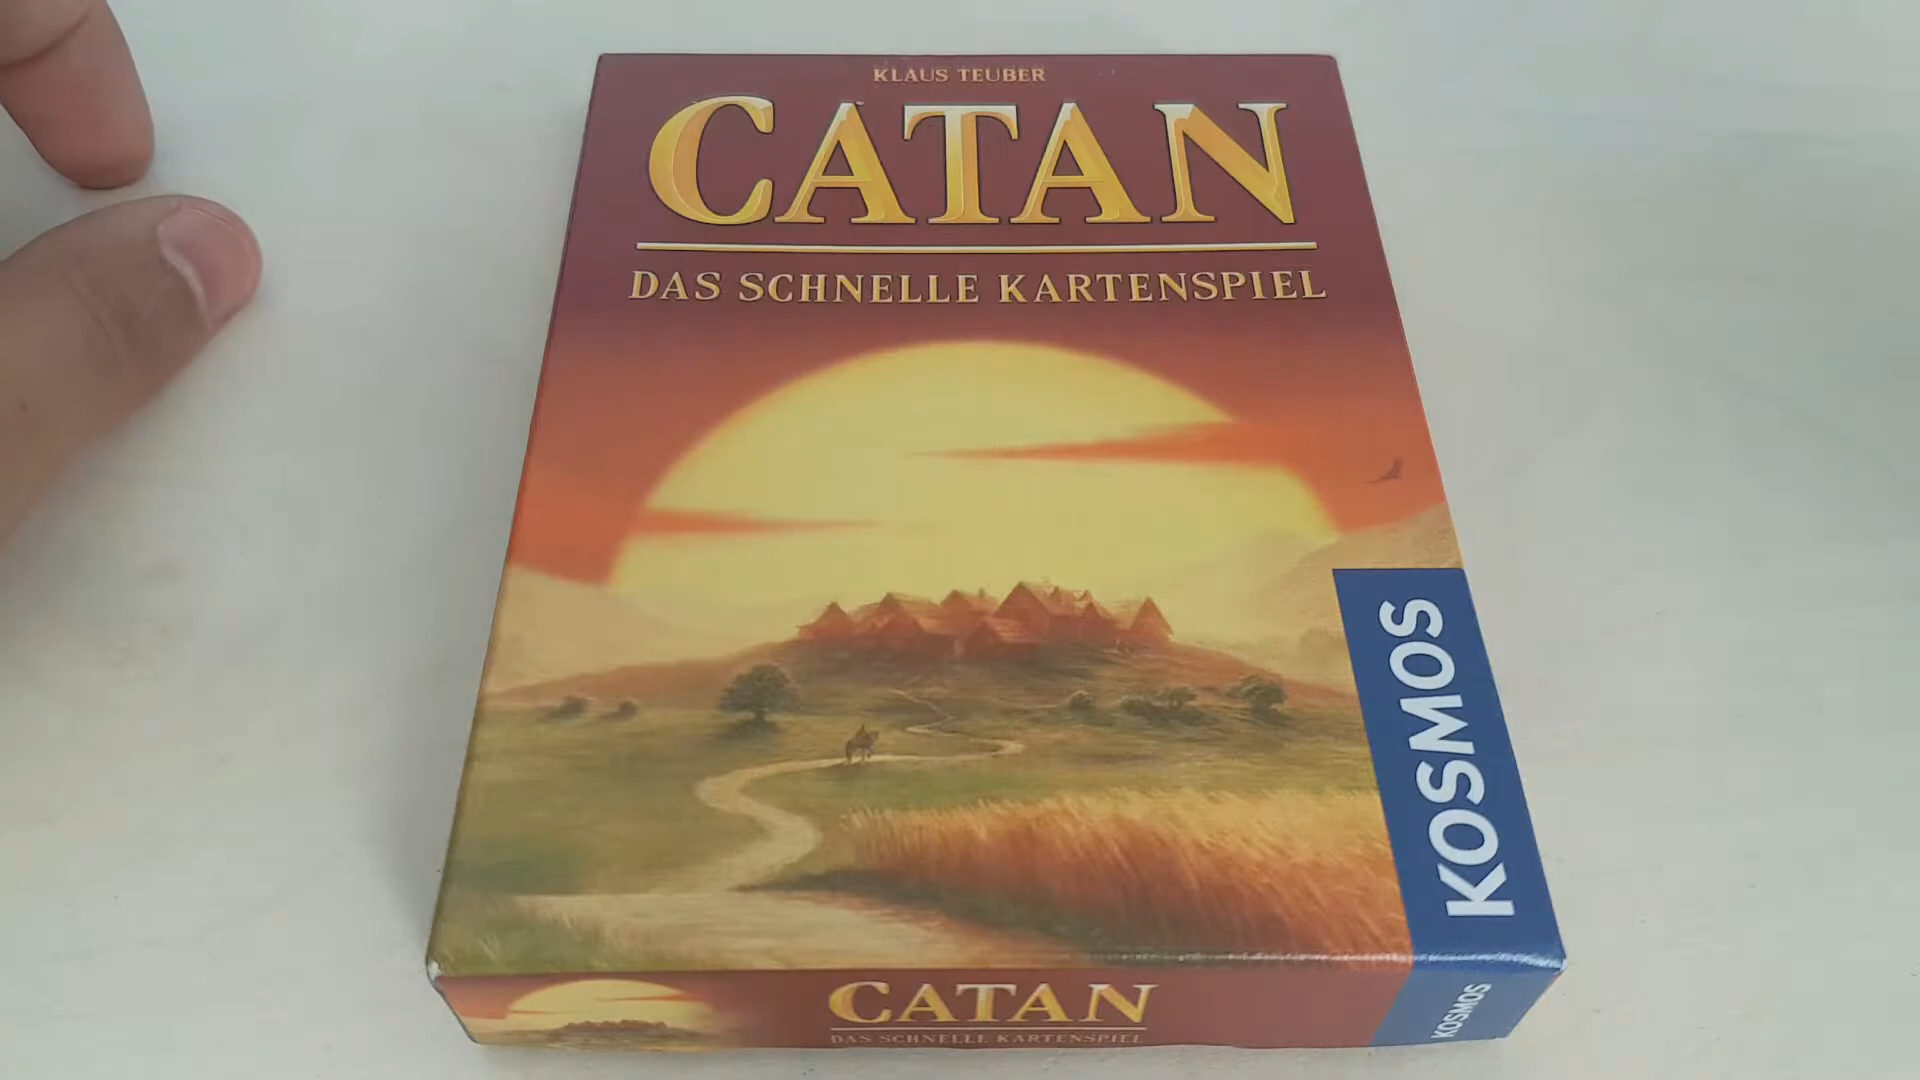 KLAUS TEUBER
CATAN
DAS SCHNELLE KARTENSPIEL
KOSMOS
CATAN
DAS SCHNELLE KARTENSPIEL
KOSMOS